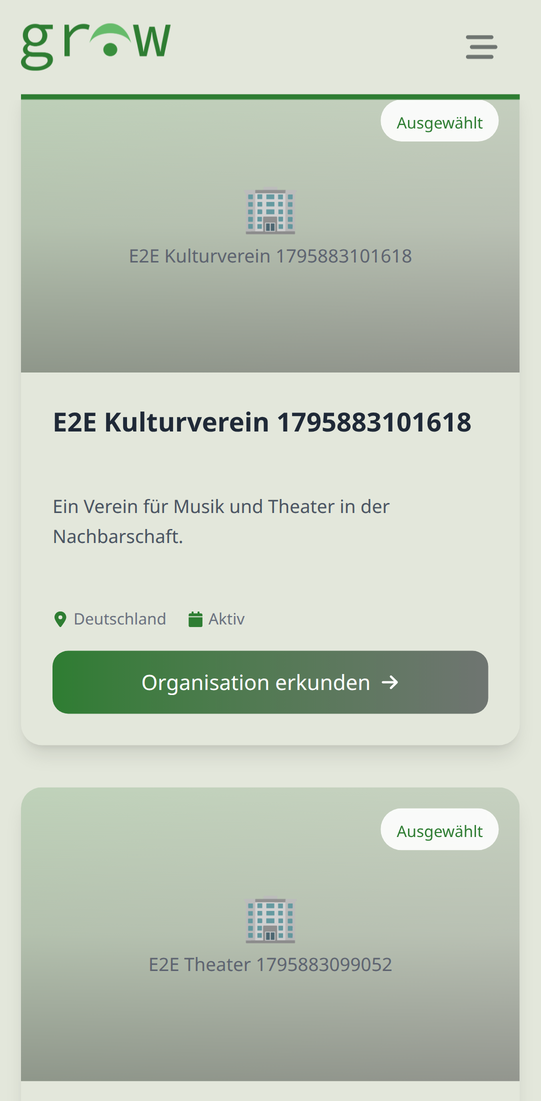 grow
Ausgewählt
E2E Kulturverein 1795883101618
E2E Kulturverein 1795883101618
Ein Verein für Musik und Theater in der
Nachbarschaft.
Deutschland Aktiv
Organisation erkunden →
Ausgewählt
E2E Theater 1795883099052